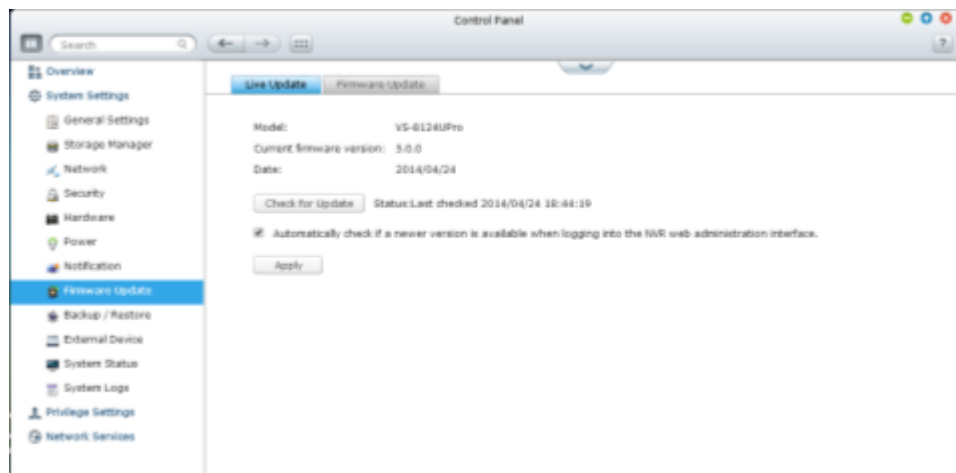 Control Panel
Search
?
Overview
System Settings
General Settings
Storage Manager
Network
Security
Hardware
Power
Notification
Firmware Update
Backup / Restore
External Device
System Status
System Logs
Privilege Settings
Network Services
Live Update
Firmware Update
Model: VS-8124UPro
Current firmware version: 5.0.0
Date: 2014/04/24
Check for Update Status:Last checked 2014/04/24 18:44:19
Automatically check if a newer version is available when logging into the NVR web administration interface.
Apply